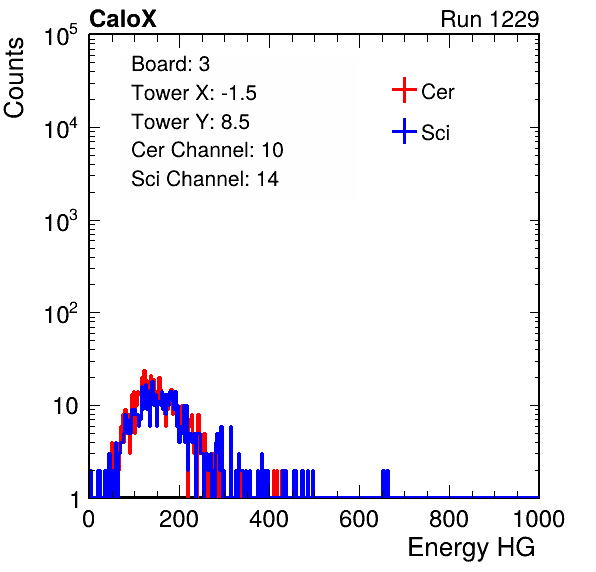 CaloX Run 1229
Counts
10^5
10^4
10^3
10^2
10
1
Board: 3
Tower X: -1.5
Tower Y: 8.5
Cer Channel: 10
Sci Channel: 14
Cer
Sci
0 200 400 600 800 1000
Energy HG